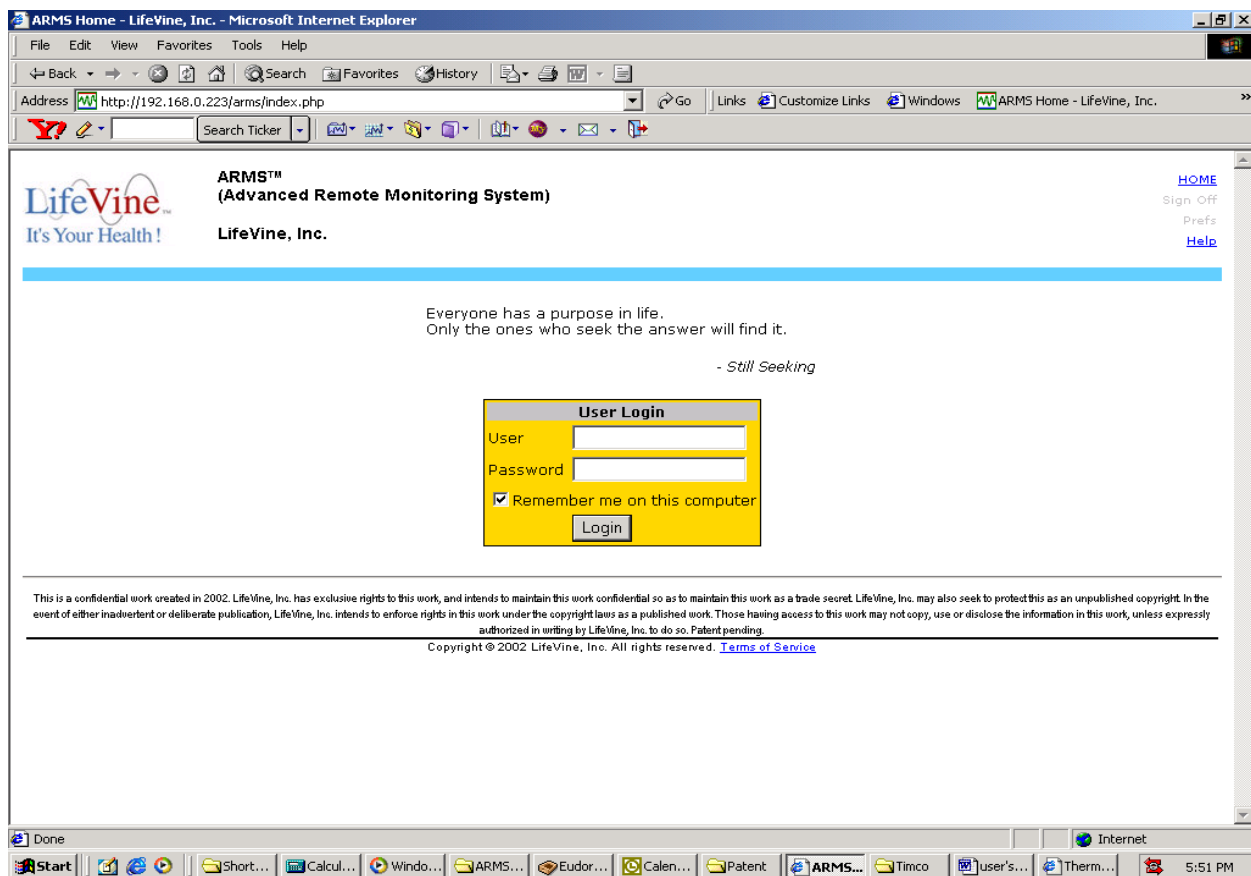 ARMS Home - LifeVine, Inc. - Microsoft Internet Explorer
File Edit View Favorites Tools Help
Back Search Favorites History
Address http://192.168.0.223/arms/index.php Go Links Customize Links Windows ARMS Home - LifeVine, Inc. »
Y! Search Ticker
LifeVine™
It's Your Health!
ARMS™
(Advanced Remote Monitoring System)
LifeVine, Inc.
HOME
Sign Off
Prefs
Help
Everyone has a purpose in life.
Only the ones who seek the answer will find it.
- Still Seeking
User Login
User
Password
Remember me on this computer
Login
This is a confidential work created in 2002. LifeVine, Inc. has exclusive rights to this work, and intends to maintain this work confidential so as to maintain this work as a trade secret. LifeVine, Inc. may also seek to protect this as an unpublished copyright. In the
event of either inadvertent or deliberate publication, LifeVine, Inc. intends to enforce rights in this work under the copyright laws as a published work. Those having access to this work may not copy, use or disclose the information in this work, unless expressly
authorized in writing by LifeVine, Inc. to do so. Patent pending.
Copyright © 2002 LifeVine, Inc. All rights reserved. Terms of Service
Done Internet
Start Short... Calcul... Windo... ARMS... Eudor... Calen... Patent ARMS... Timco user's... Therm... 5:51 PM